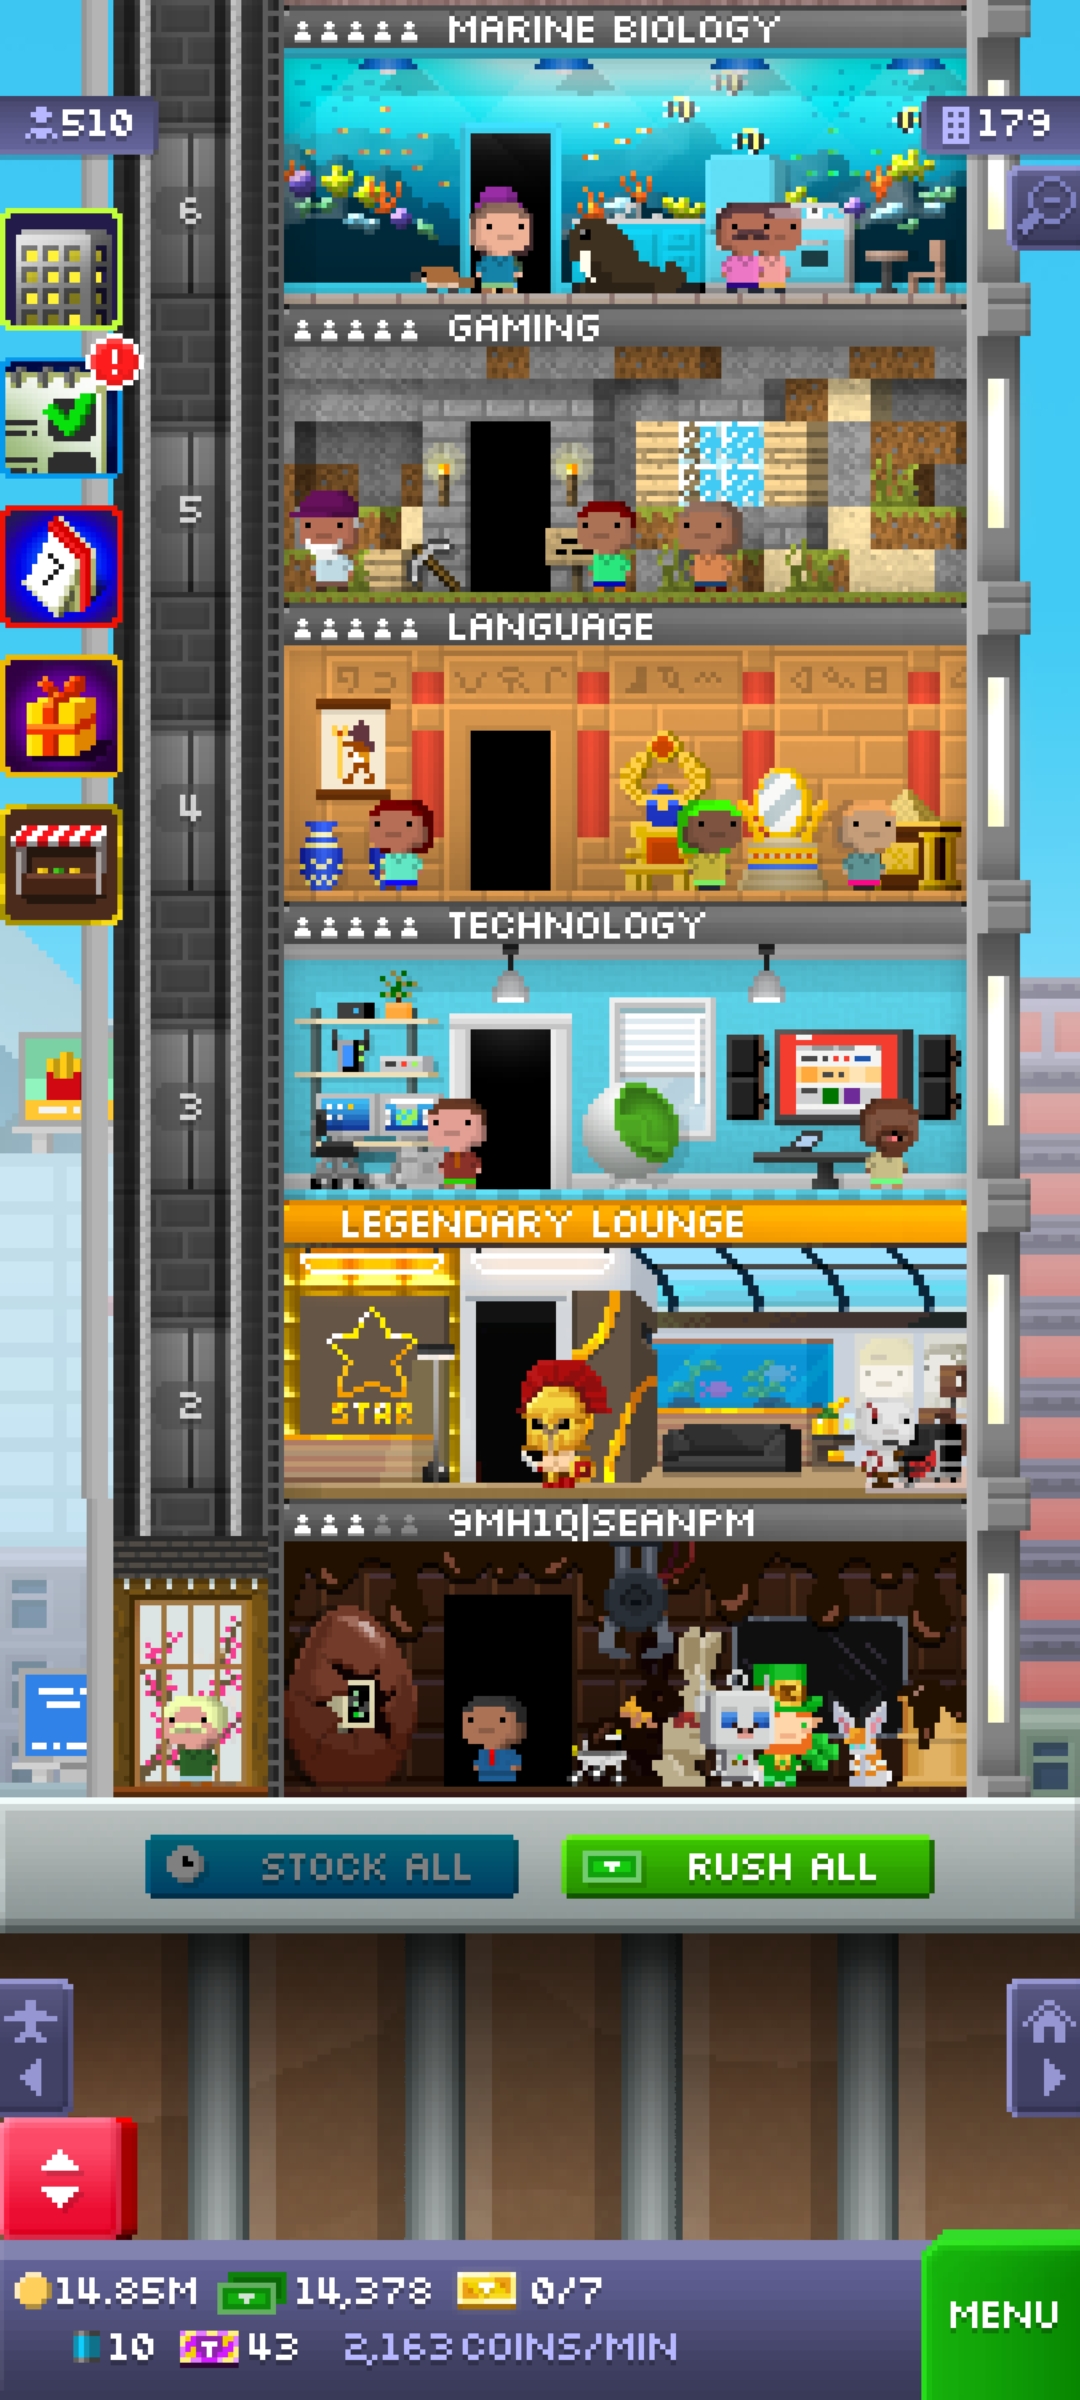 MARINE BIOLOGY
510
179
6
GAMING
5
7
LANGUAGE
4
TECHNOLOGY
3
LEGENDARY LOUNGE
STAR
2
9MH1Q|SEANPM
STOCK ALL
RUSH ALL
14.85M 14,378 0/7
10 43 2,163 COINS/MIN
MENU